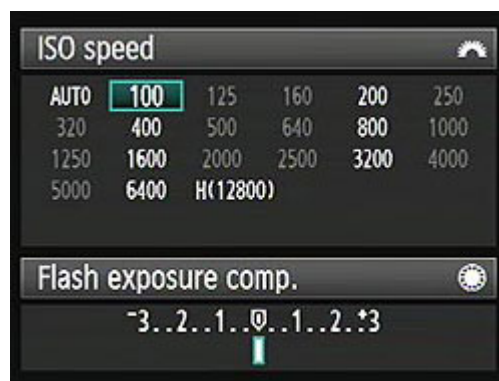 ISO speed
AUTO 100 125 160 200 250
320 400 500 640 800 1000
1250 1600 2000 2500 3200 4000
5000 6400 H(12800)
Flash exposure comp.
-3..2..1..0..1..2.:+3